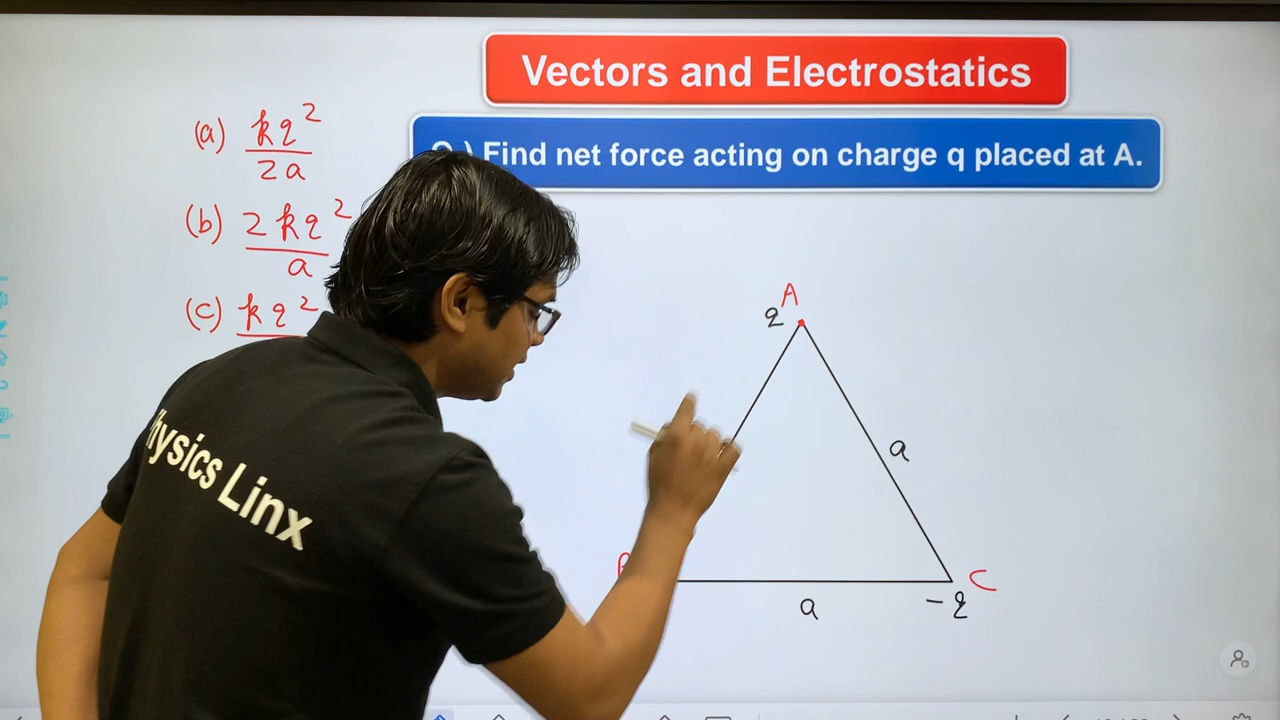 Vectors and Electrostatics
Find net force acting on charge q placed at A.
(a) kq²
2a
(b) 2kq²
a
(c) kq²
A
q
a
C
a
-q
Physics Linx